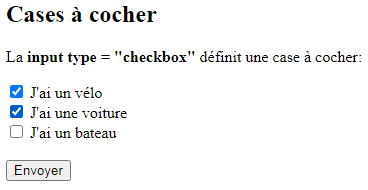 Cases à cocher
La input type = "checkbox" définit une case à cocher:
J'ai un vélo
J'ai une voiture
J'ai un bateau
Envoyer